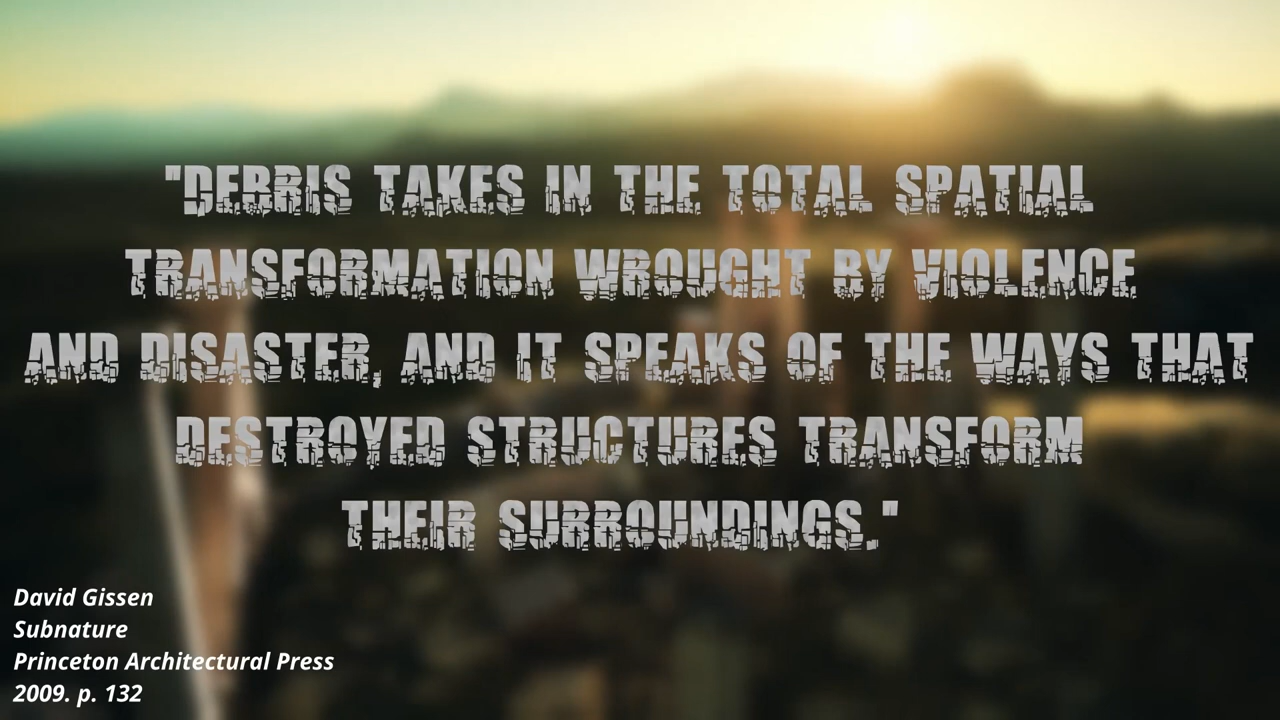 "DEBRIS TAKES IN THE TOTAL SPATIAL
TRANSFORMATION WROUGHT BY VIOLENCE
AND DISASTER, AND IT SPEAKS OF THE WAYS THAT
DESTROYED STRUCTURES TRANSFORM
THEIR SURROUNDINGS."
David Gissen
Subnature
Princeton Architectural Press
2009. p. 132